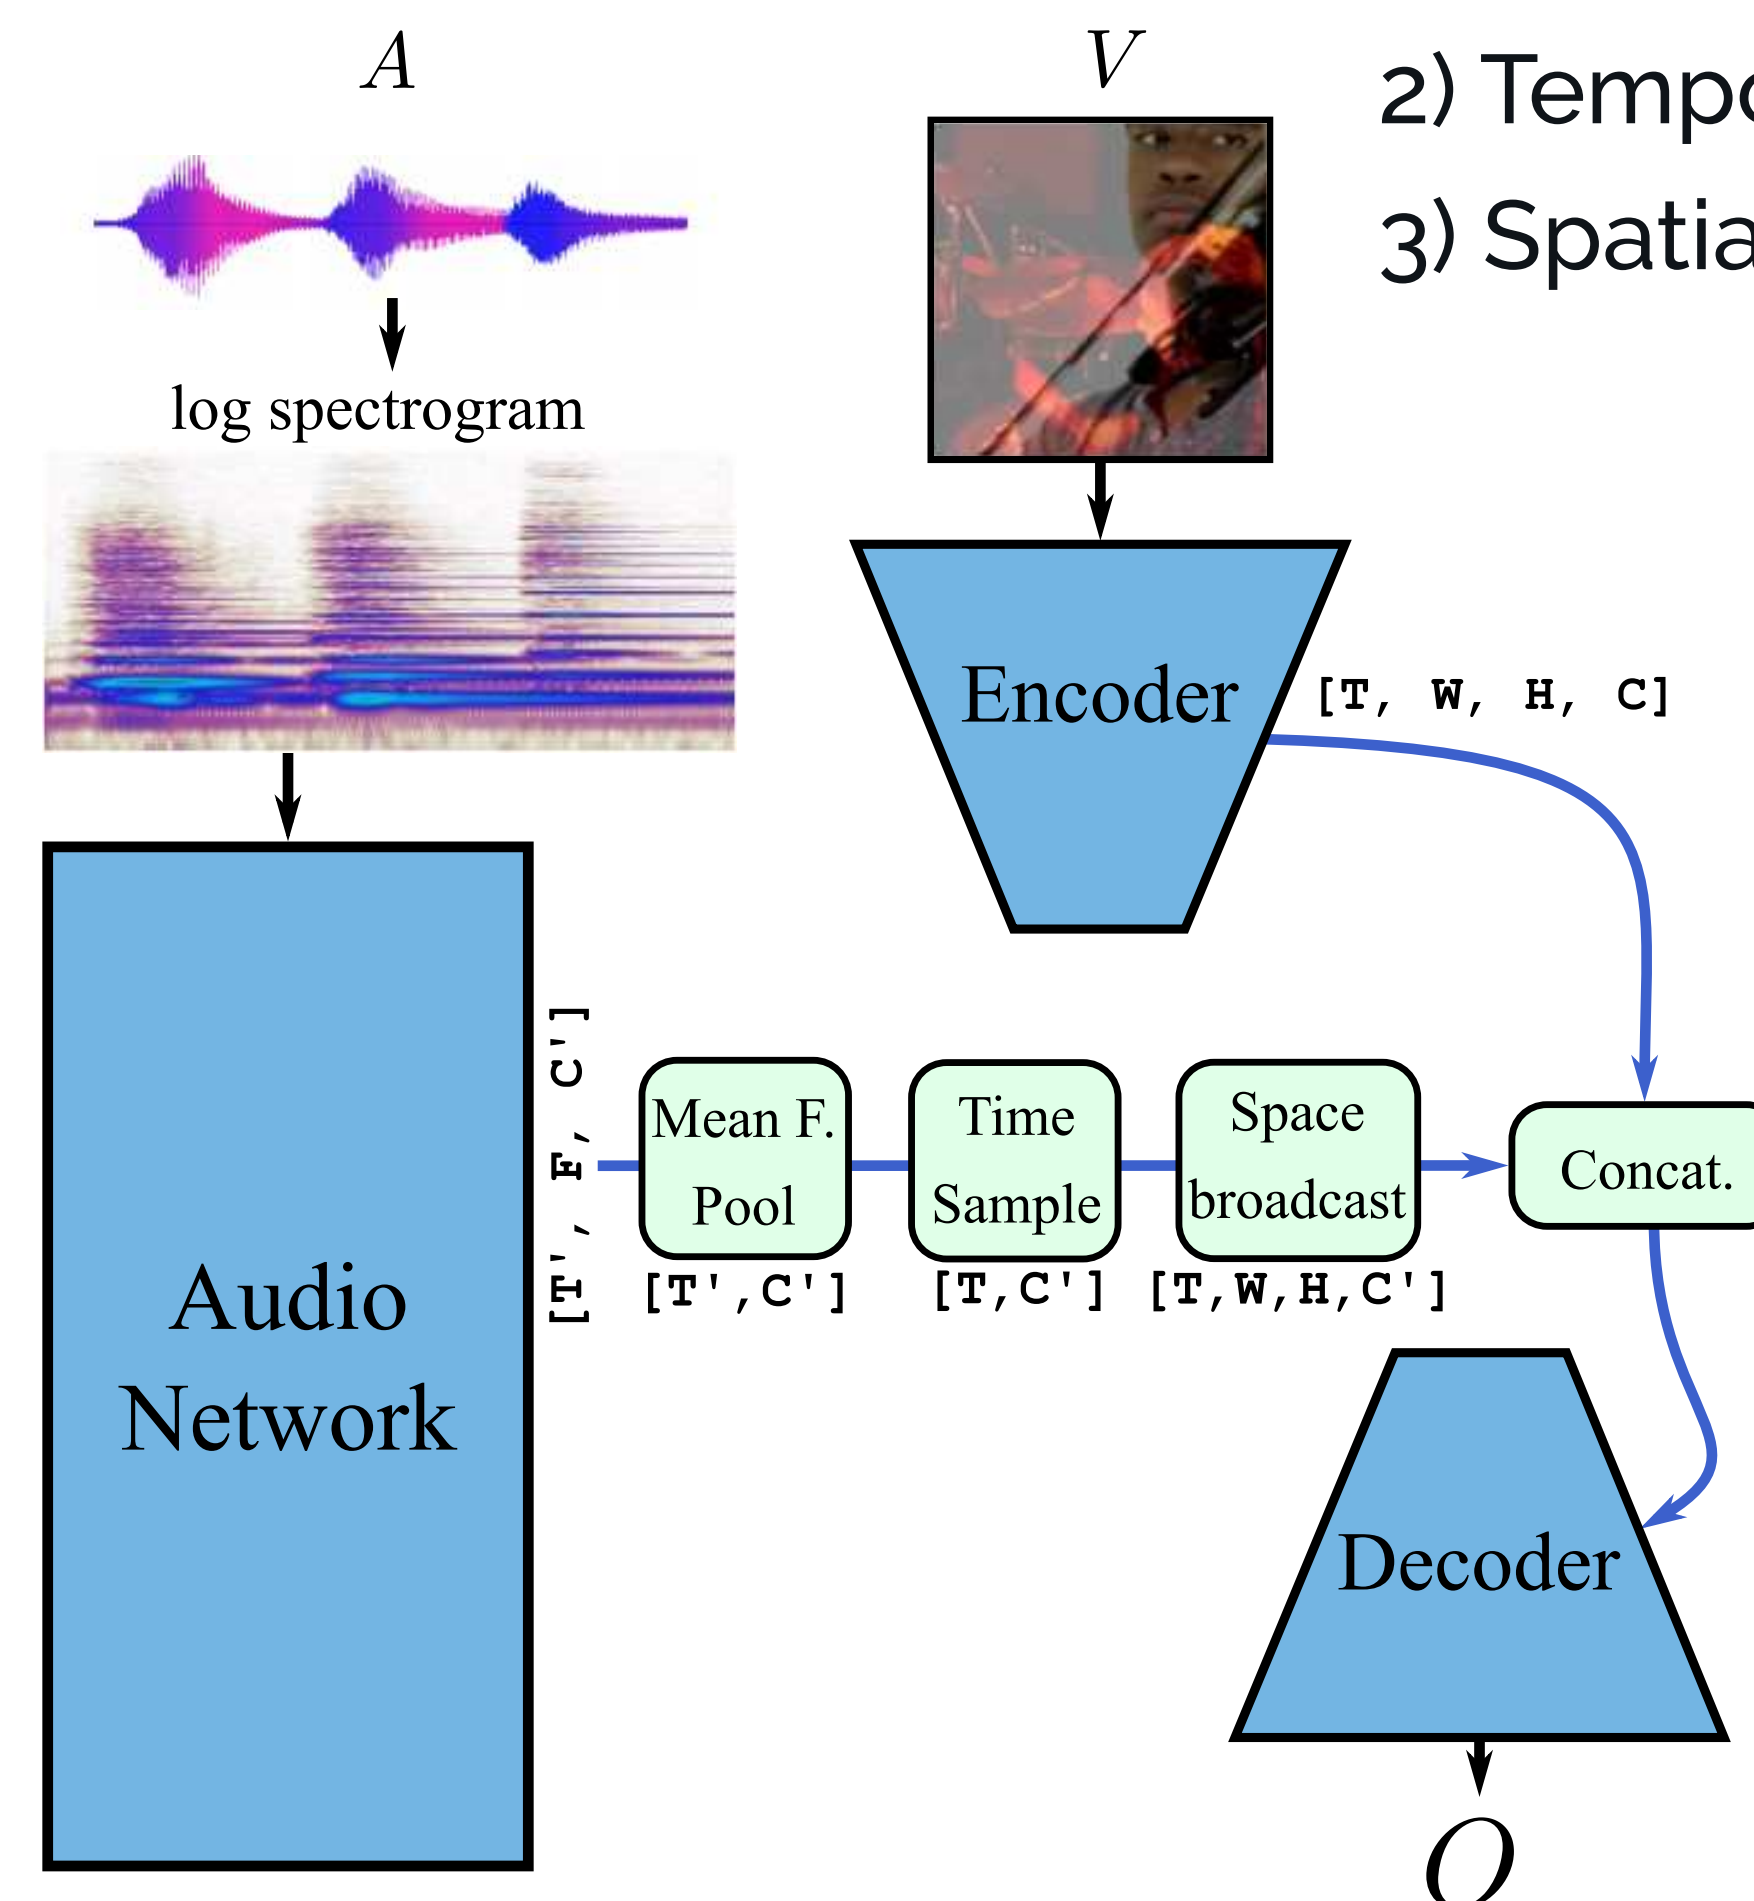 A
V
2) Tempo
3) Spatia
log spectrogram
Encoder
[T, W, H, C]
Audio
Network
[T', F, C']
Mean F.
Pool
[T',C']
Time
Sample
[T,C']
Space
broadcast
[T,W,H,C']
Concat.
Decoder
O